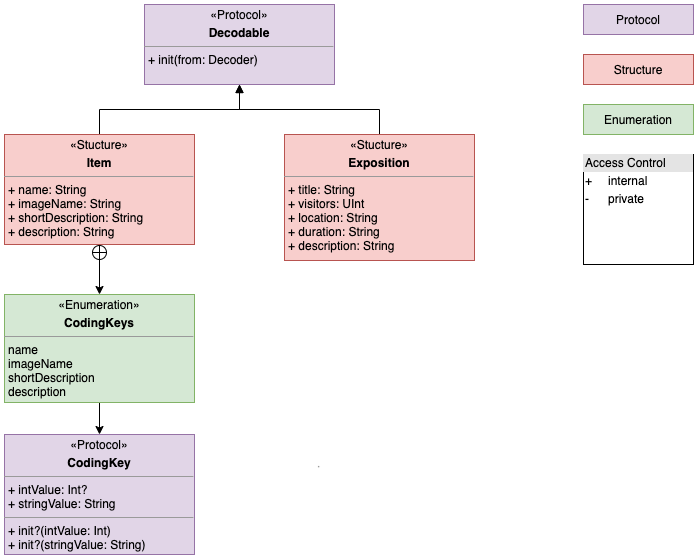 «Protocol»
Decodable
+ init(from: Decoder)
«Stucture»
Item
+ name: String
+ imageName: String
+ shortDescription: String
+ description: String
«Stucture»
Exposition
+ title: String
+ visitors: UInt
+ location: String
+ duration: String
+ description: String
«Enumeration»
CodingKeys
name
imageName
shortDescription
description
«Protocol»
CodingKey
+ intValue: Int?
+ stringValue: String
+ init?(intValue: Int)
+ init?(stringValue: String)
Protocol
Structure
Enumeration
Access Control
+ internal
- private